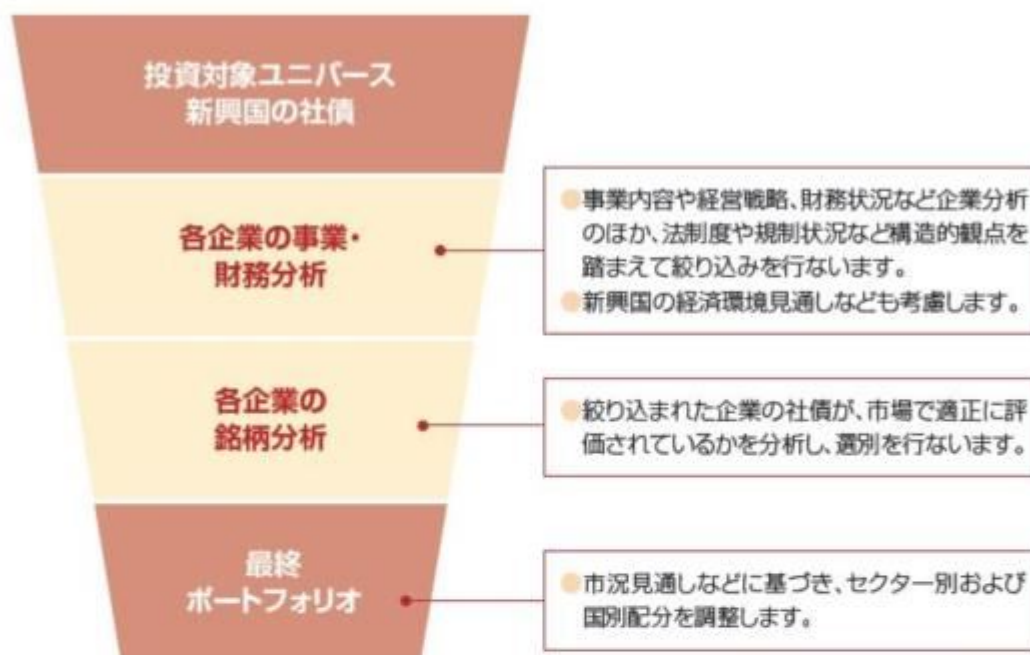 投資対象ユニバース
新興国の社債
各企業の事業・
財務分析
●事業内容や経営戦略、財務状況など企業分析
のほか、法制度や規制状況など構造的観点を
踏まえて絞り込みを行ないます。
●新興国の経済環境見通しなども考慮します。
各企業の
銘柄分析
●絞り込まれた企業の社債が、市場で適正に評
価されているかを分析し、選別を行ないます。
最終
ポートフォリオ
●市況見通しなどに基づき、セクター別および
国別配分を調整します。